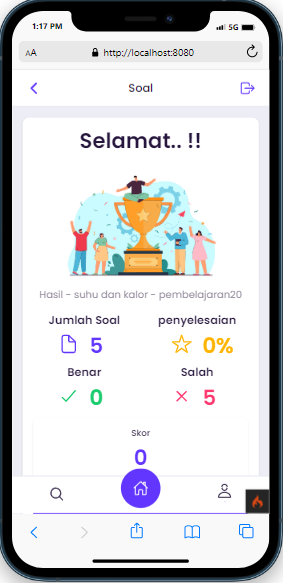 1:17 PM
5G
AA
http://localhost:8080
Soal
Selamat.. !!
Hasil - suhu dan kalor - pembelajaran20
Jumlah Soal
penyelesaian
5
0%
Benar
Salah
0
5
Skor
0